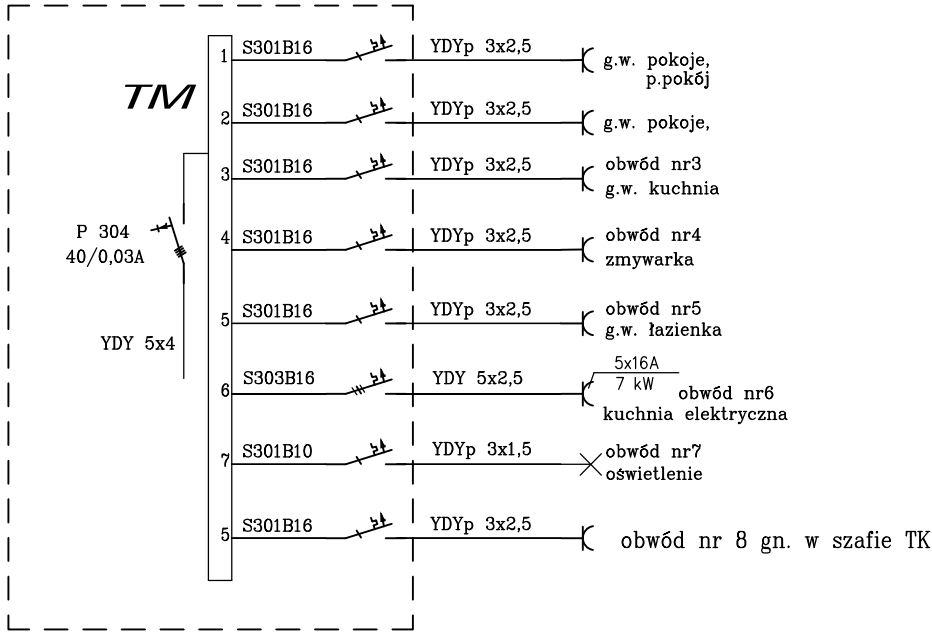 TM
P 304
40/0,03A
YDY 5x4
1 S301B16 YDYp 3x2,5 g.w. pokoje,
p.pokój
2 S301B16 YDYp 3x2,5 g.w. pokoje,
3 S301B16 YDYp 3x2,5 obwód nr3
g.w. kuchnia
4 S301B16 YDYp 3x2,5 obwód nr4
zmywarka
5 S301B16 YDYp 3x2,5 obwód nr5
g.w. łazienka
6 S303B16 YDY 5x2,5 5x16A
7 kW
obwód nr6
kuchnia elektryczna
7 S301B10 YDYp 3x1,5 obwód nr7
oświetlenie
5 S301B16 YDYp 3x2,5 obwód nr 8 gn. w szafie TK